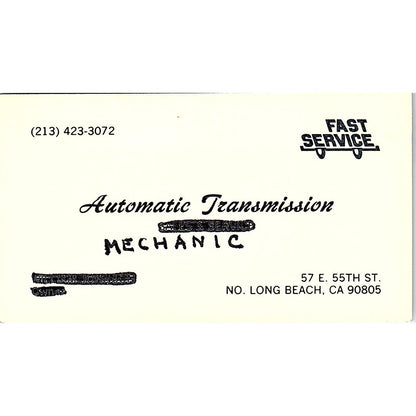 (213) 423-3072
FAST
SERVICE
Automatic Transmission
MECHANIC
57 E. 55TH ST.
NO. LONG BEACH, CA 90805